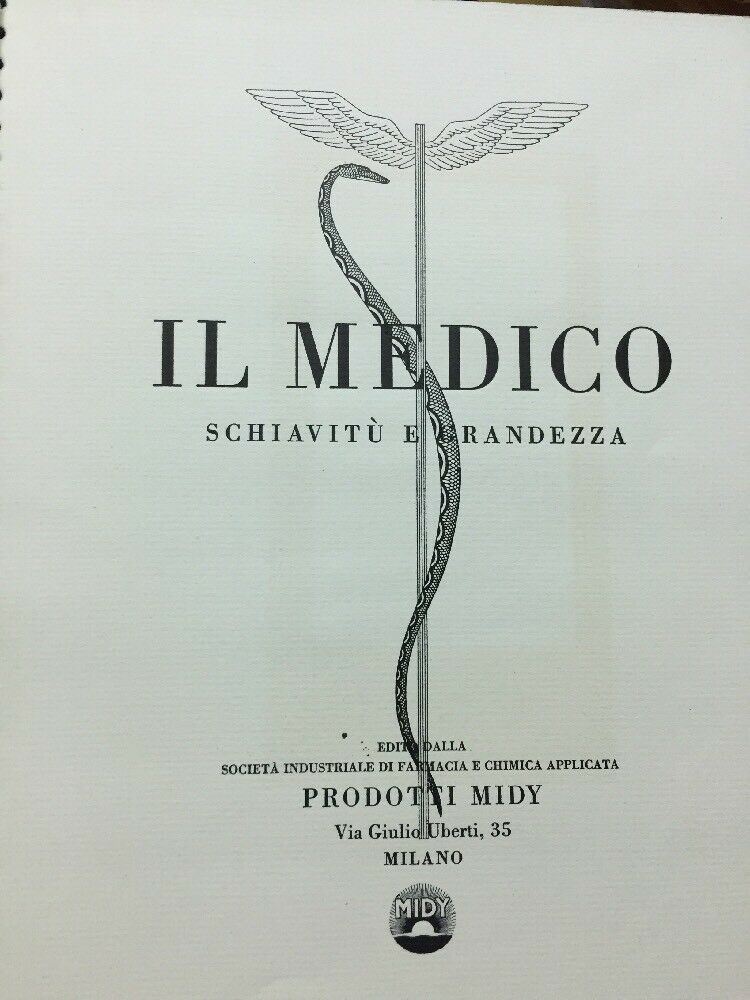 IL MEDICO
SCHIAVITÙ E GRANDEZZA
EDITO DALLA
SOCIETÀ INDUSTRIALE DI FARMACIA E CHIMICA APPLICATA
PRODOTTI MIDY
Via Giulio Uberti, 35
MILANO
MIDY